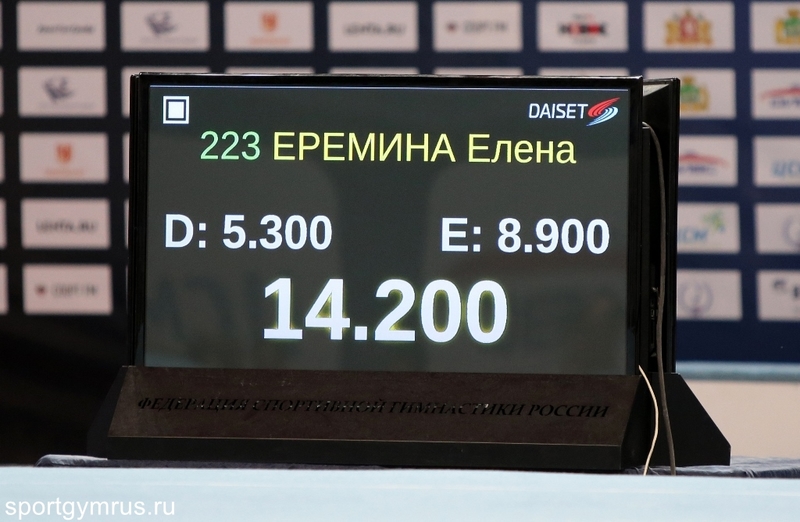 DAISET
223 ЕРЕМИНА Елена
D: 5.300 E: 8.900
14.200
ФЕДЕРАЦИЯ СПОРТИВНОЙ ГИМНАСТИКИ РОССИИ
sportgymrus.ru